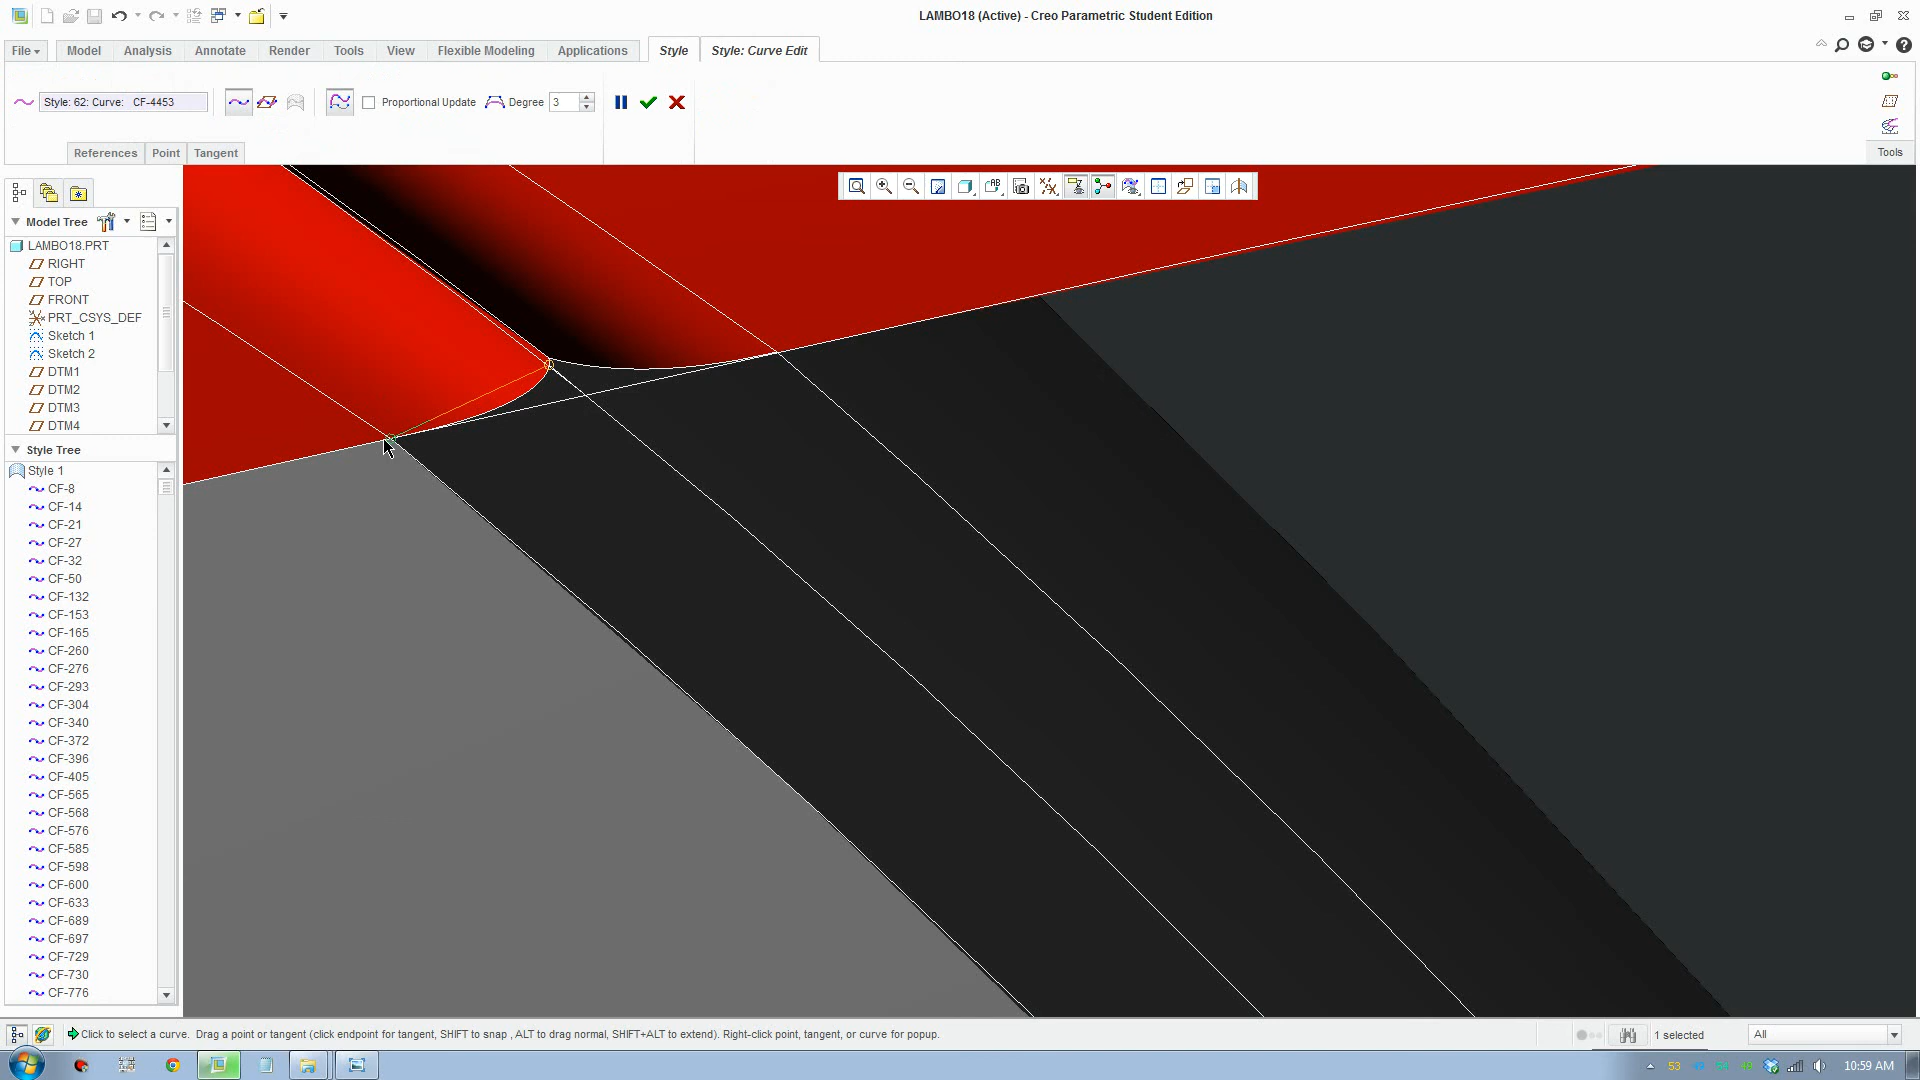 LAMBO18 (Active) - Creo Parametric Student Edition
File Model Analysis Annotate Render Tools View Flexible Modeling Applications Style Style: Curve Edit
Style: 62: Curve: CF-4453 Proportional Update Degree 3
References Point Tangent Tools
Model Tree
LAMBO18.PRT
RIGHT
TOP
FRONT
PRT_CSYS_DEF
Sketch 1
Sketch 2
DTM1
DTM2
DTM3
DTM4
Style Tree
Style 1
CF-8
CF-14
CF-21
CF-27
CF-32
CF-50
CF-132
CF-153
CF-165
CF-260
CF-276
CF-293
CF-304
CF-340
CF-372
CF-396
CF-405
CF-565
CF-568
CF-576
CF-585
CF-598
CF-600
CF-633
CF-689
CF-697
CF-729
CF-730
CF-776
Click to select a curve. Drag a point or tangent (click endpoint for tangent, SHIFT to snap , ALT to drag normal, SHIFT+ALT to extend). Right-click point, tangent, or curve for popup.
1 selected All
53
10:59 AM